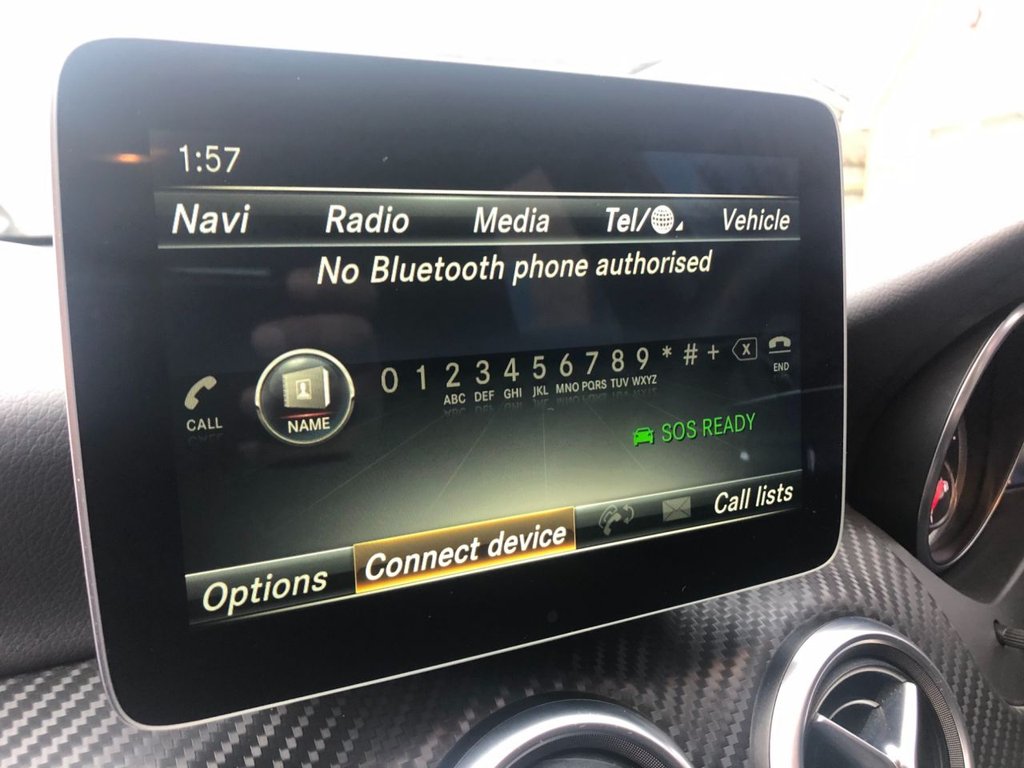 1:57
Navi Radio Media Tel/ Vehicle
No Bluetooth phone authorised
CALL NAME 0 1 2 3 4 5 6 7 8 9 * # + X END
ABC DEF GHI JKL MNO PQRS TUV WXYZ
SOS READY
Options Connect device Call lists